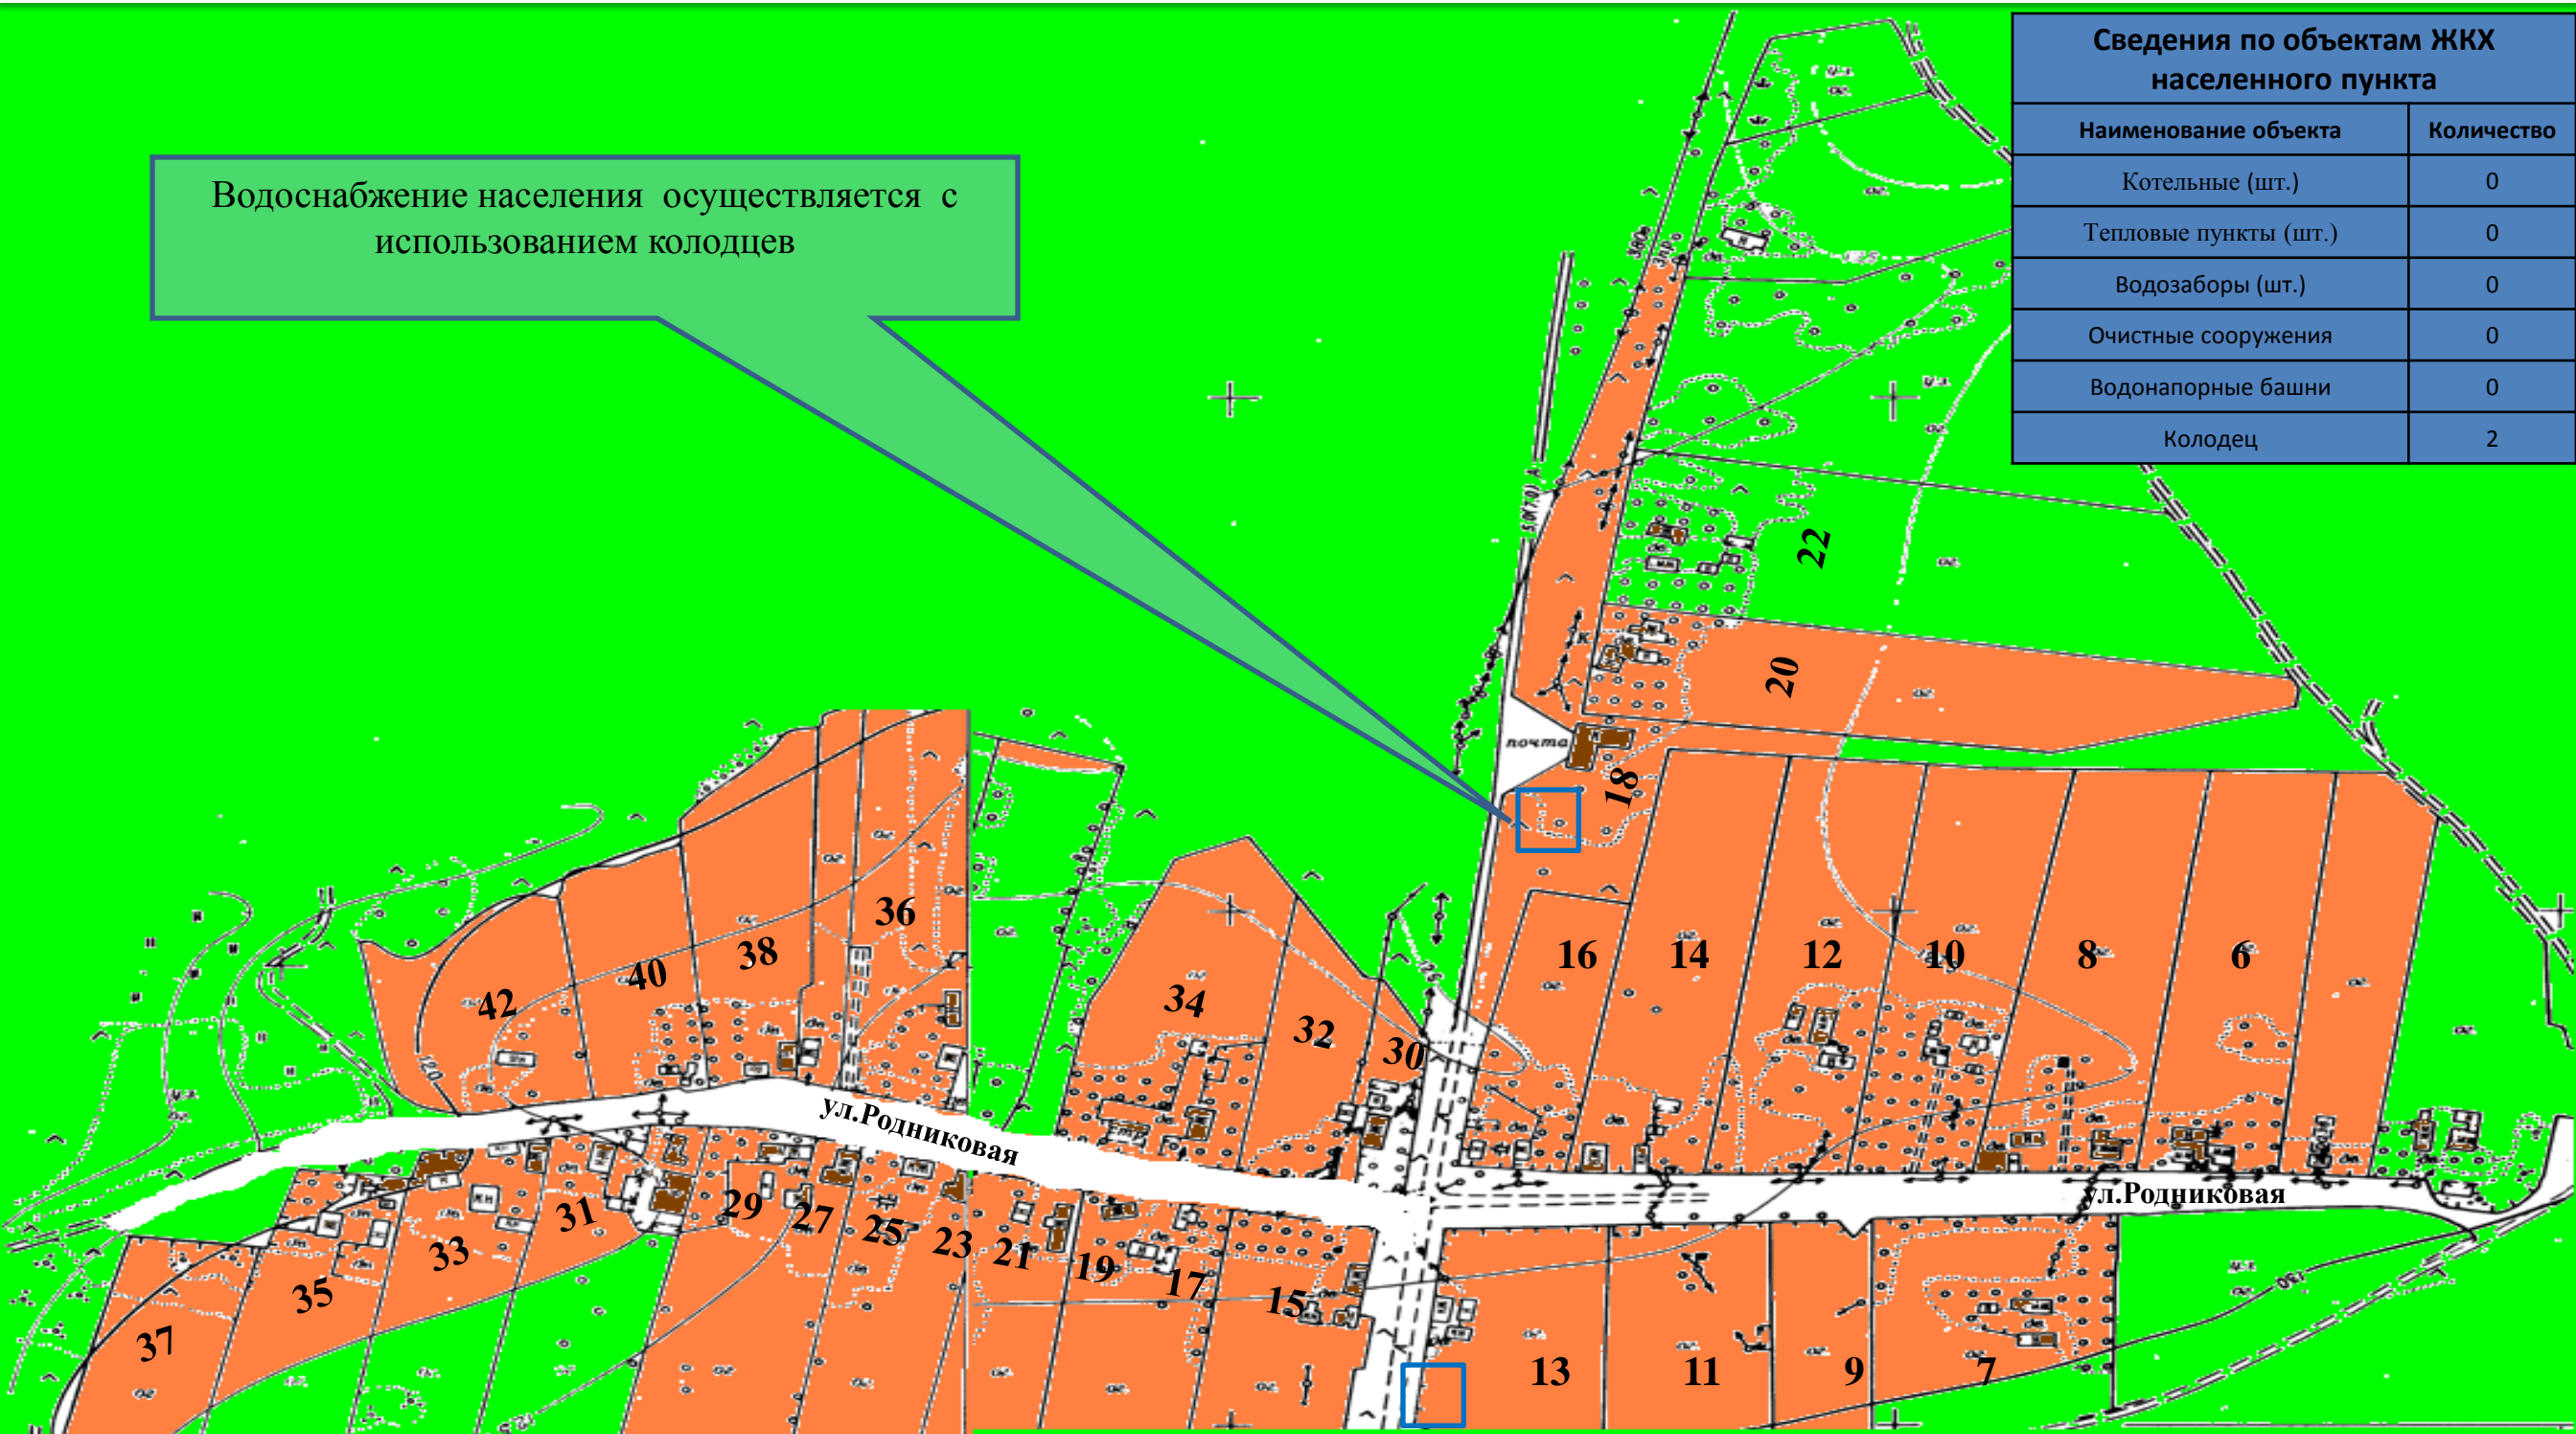 Сведения по объектам ЖКХ
населенного пункта
Наименование объекта Количество
Котельные (шт.) 0
Тепловые пункты (шт.) 0
Водозаборы (шт.) 0
Очистные сооружения 0
Водонапорные башни 0
Колодец 2
Водоснабжение населения осуществляется с
использованием колодцев
22
20
почта
18
36
38
40
42
34
32
30
16
14
12
10
8
6
120
ул.Родниковая
ул.Родниковая
29
27
25
23
21
19
17
15
31
33
35
37
13
11
9
7
130